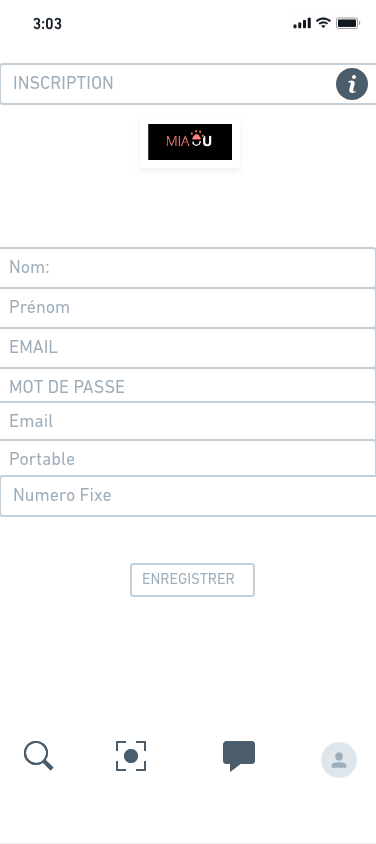 3:03
INSCRIPTION
i
MIAOU
Nom:
Prénom
EMAIL
MOT DE PASSE
Email
Portable
Numero Fixe
ENREGISTRER